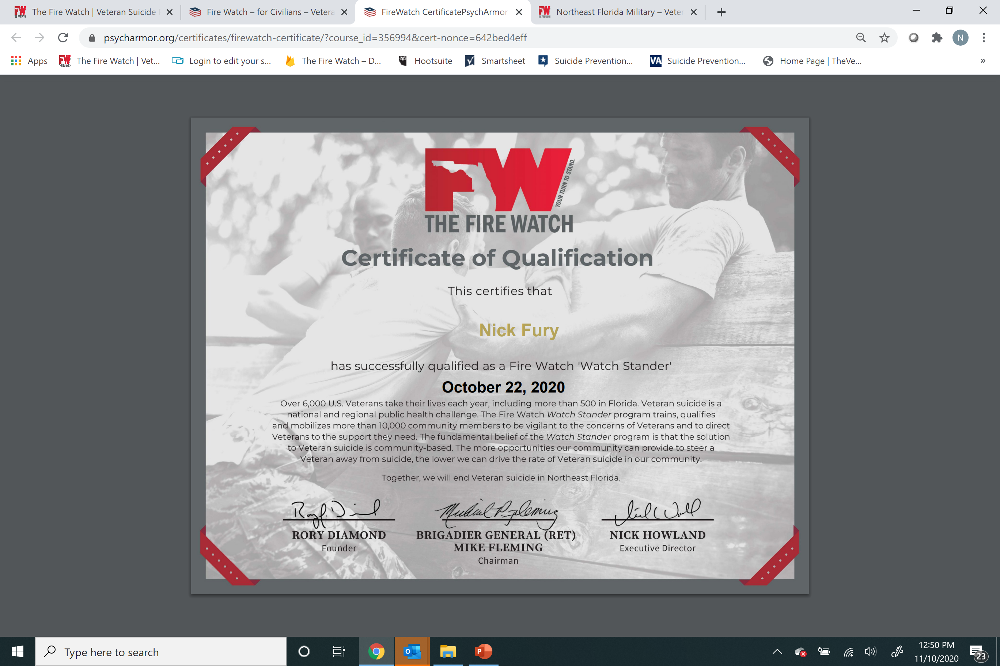 The Fire Watch | Veteran Suicide
Fire Watch – for Civilians – Vetera
FireWatch CertificatePsychArmor
Northeast Florida Military – Veter
psycharmor.org/certificates/firewatch-certificate/?course_id=356994&cert-nonce=642bed4eff
N
Apps
The Fire Watch | Vet...
Login to edit your s...
The Fire Watch – D...
Hootsuite
Smartsheet
Suicide Prevention...
VA
Suicide Prevention...
Home Page | TheVe...
»
FW
YOUR TURN TO STAND.
THE FIRE WATCH
Certificate of Qualification
This certifies that
Nick Fury
has successfully qualified as a Fire Watch 'Watch Stander'
October 22, 2020
Over 6,000 U.S. Veterans take their lives each year, including more than 500 in Florida. Veteran suicide is a
national and regional public health challenge. The Fire Watch Watch Stander program trains, qualifies
and mobilizes more than 10,000 community members to be vigilant to the concerns of Veterans and to direct
Veterans to the support they need. The fundamental belief of the Watch Stander program is that the solution
to Veteran suicide is community-based. The more opportunities our community can provide to steer a
Veteran away from suicide, the lower we can drive the rate of Veteran suicide in our community.
Together, we will end Veteran suicide in Northeast Florida.
RORY DIAMOND
Founder
BRIGADIER GENERAL (RET)
MIKE FLEMING
Chairman
NICK HOWLAND
Executive Director
Type here to search
12:50 PM
11/10/2020
23